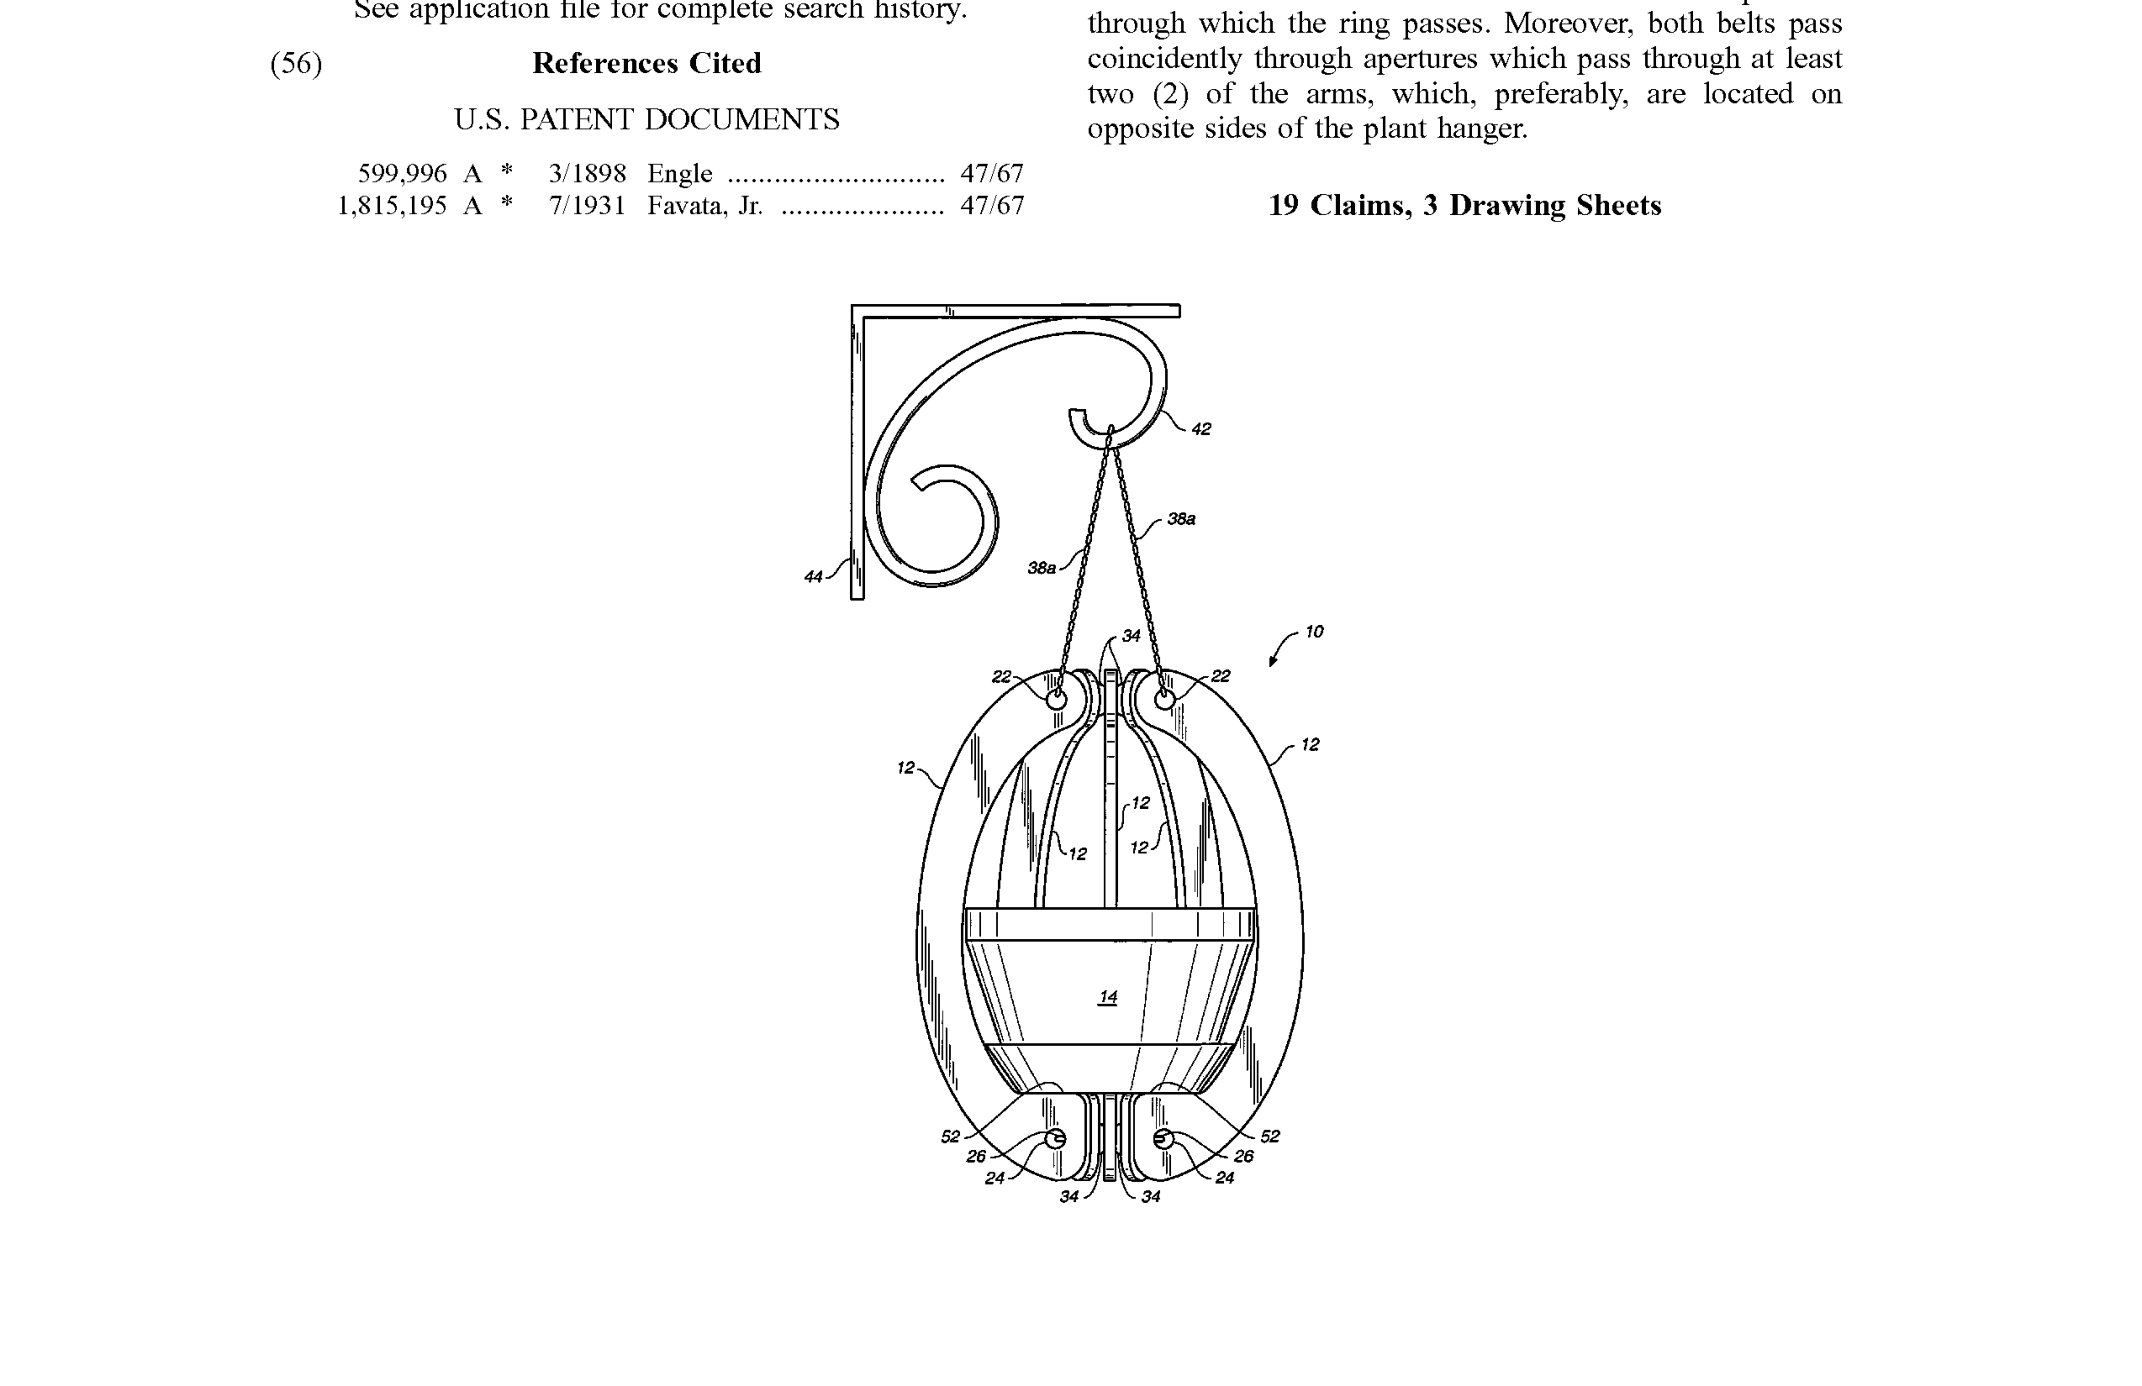 See application file for complete search history.
(56) References Cited
U.S. PATENT DOCUMENTS
599,996 A * 3/1898 Engle ............................ 47/67
1,815,195 A * 7/1931 Favata, Jr. ..................... 47/67
through which the ring passes. Moreover, both belts pass
coincidently through apertures which pass through at least
two (2) of the arms, which, preferably, are located on
opposite sides of the plant hanger.
19 Claims, 3 Drawing Sheets
42
38a
38a
44
34
10
22
22
12
12
12
12
12
14
52
52
26
26
24
24
34
34